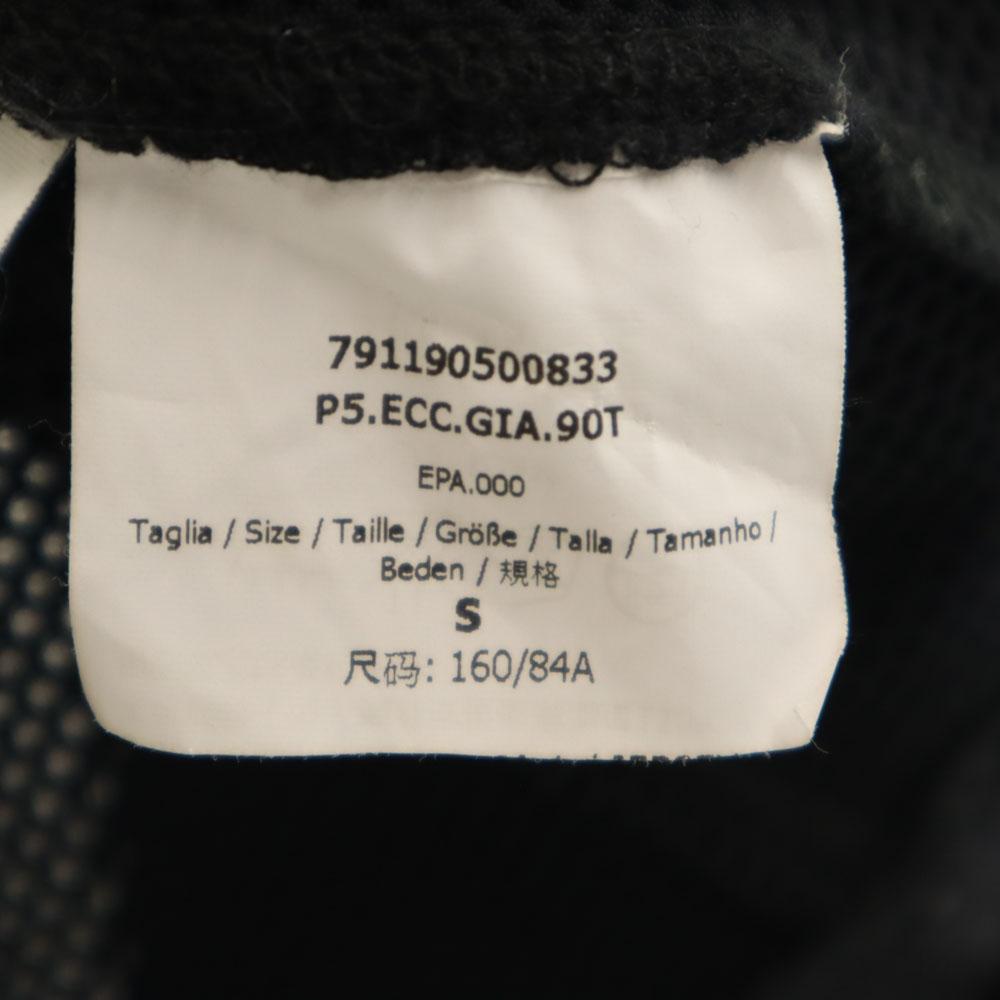 791190500833
P5.ECC.GIA.90T
EPA.000
Taglia / Size / Taille / Größe / Talla / Tamanho /
Beden / 規格
S
尺码: 160/84A